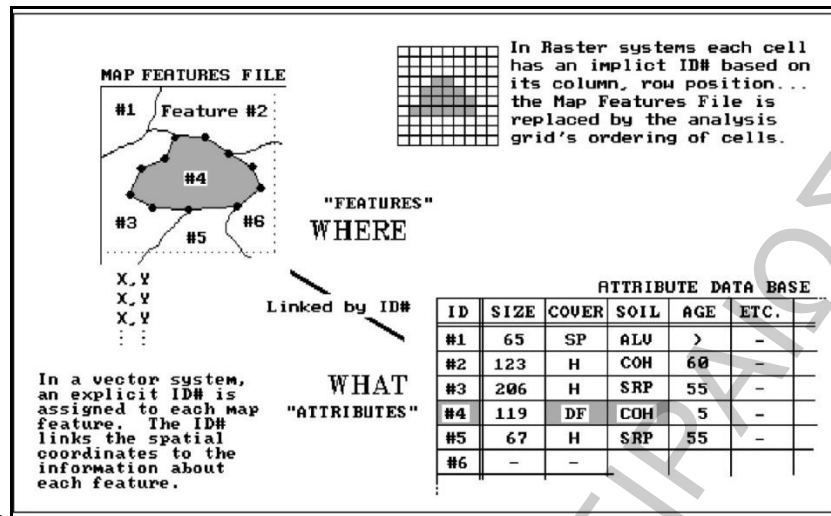 MAP FEATURES FILE
#1
Feature #2
#4
#3
#5
#6
X,Y
X,Y
X,Y
: :
In a vector system,
an explicit ID# is
assigned to each map
feature. The ID#
links the spatial
coordinates to the
information about
each feature.
In Raster systems each cell
has an implict ID# based on
its column, row position...
the Map Features File is
replaced by the analysis
grid's ordering of cells.
"FEATURES"
WHERE
Linked by ID#
WHAT
"ATTRIBUTES"
ATTRIBUTE DATA BASE
ID SIZE COVER SOIL AGE ETC.
#1 65 SP ALV > -
#2 123 H COH 60 -
#3 206 H SRP 55 -
#4 119 DF COH 5 -
#5 67 H SRP 55 -
#6 - -